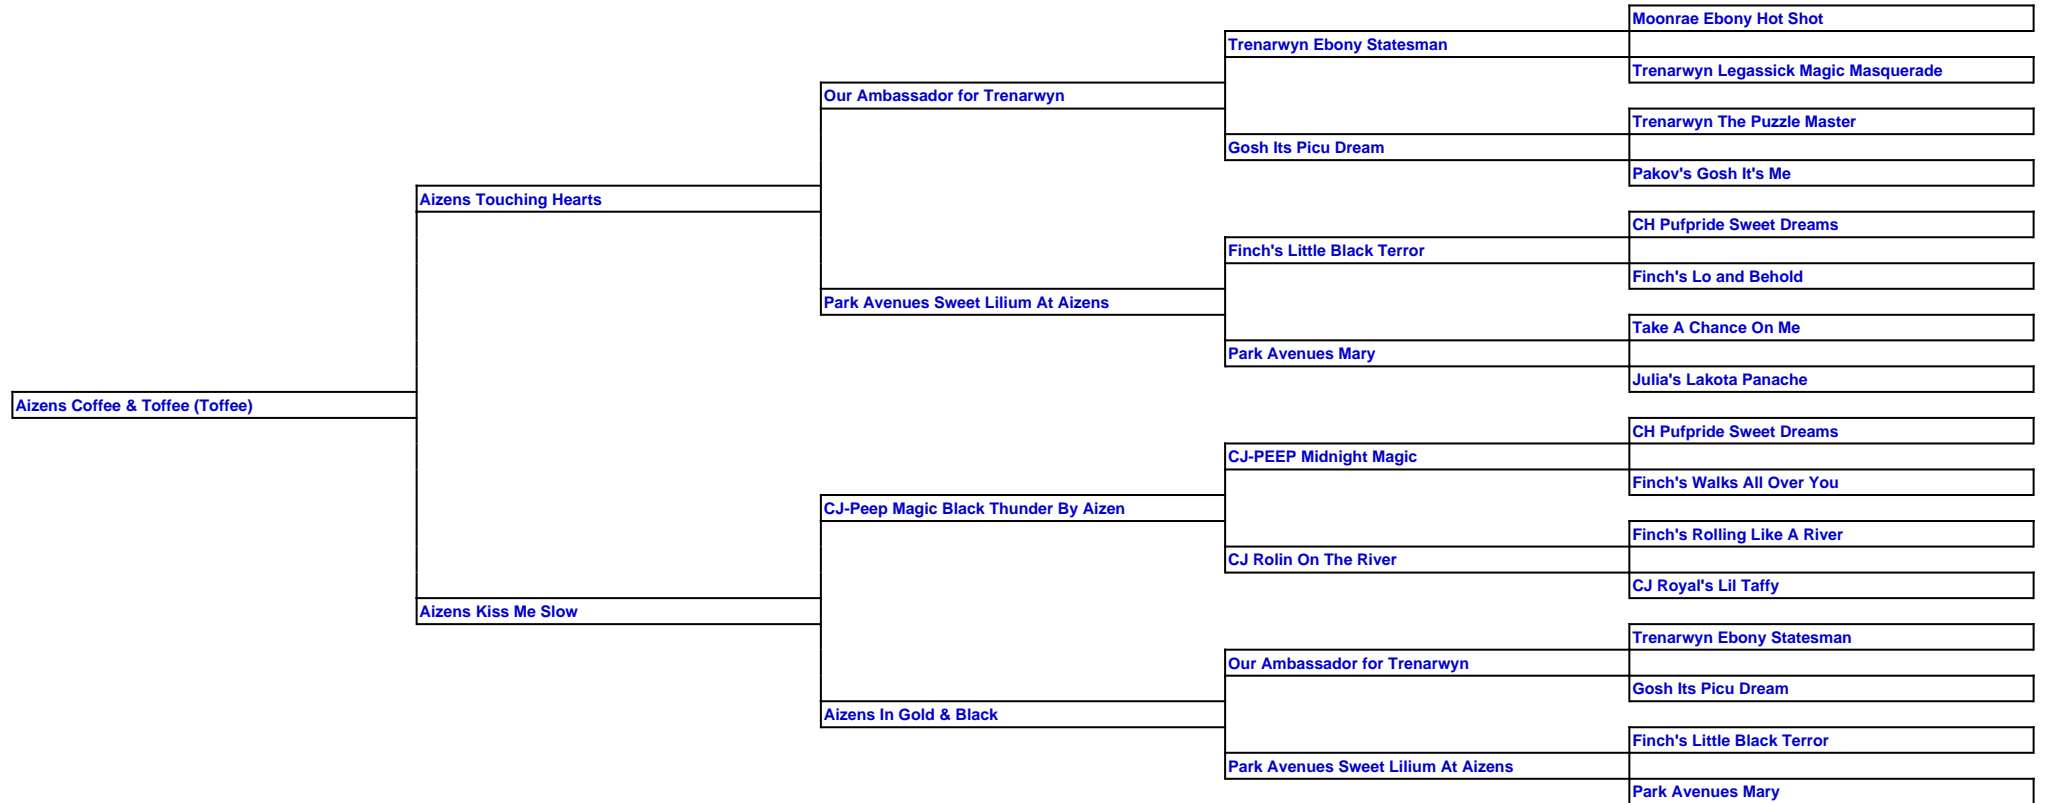 Moonrae Ebony Hot Shot
Trenarwyn Ebony Statesman
Trenarwyn Legassick Magic Masquerade
Our Ambassador for Trenarwyn
Trenarwyn The Puzzle Master
Gosh Its Picu Dream
Pakov's Gosh It's Me
Aizens Touching Hearts
CH Pufpride Sweet Dreams
Finch's Little Black Terror
Finch's Lo and Behold
Park Avenues Sweet Lilium At Aizens
Take A Chance On Me
Park Avenues Mary
Julia's Lakota Panache
Aizens Coffee & Toffee (Toffee)
CH Pufpride Sweet Dreams
CJ-PEEP Midnight Magic
Finch's Walks All Over You
CJ-Peep Magic Black Thunder By Aizen
Finch's Rolling Like A River
CJ Rolin On The River
CJ Royal's Lil Taffy
Aizens Kiss Me Slow
Trenarwyn Ebony Statesman
Our Ambassador for Trenarwyn
Gosh Its Picu Dream
Aizens In Gold & Black
Finch's Little Black Terror
Park Avenues Sweet Lilium At Aizens
Park Avenues Mary